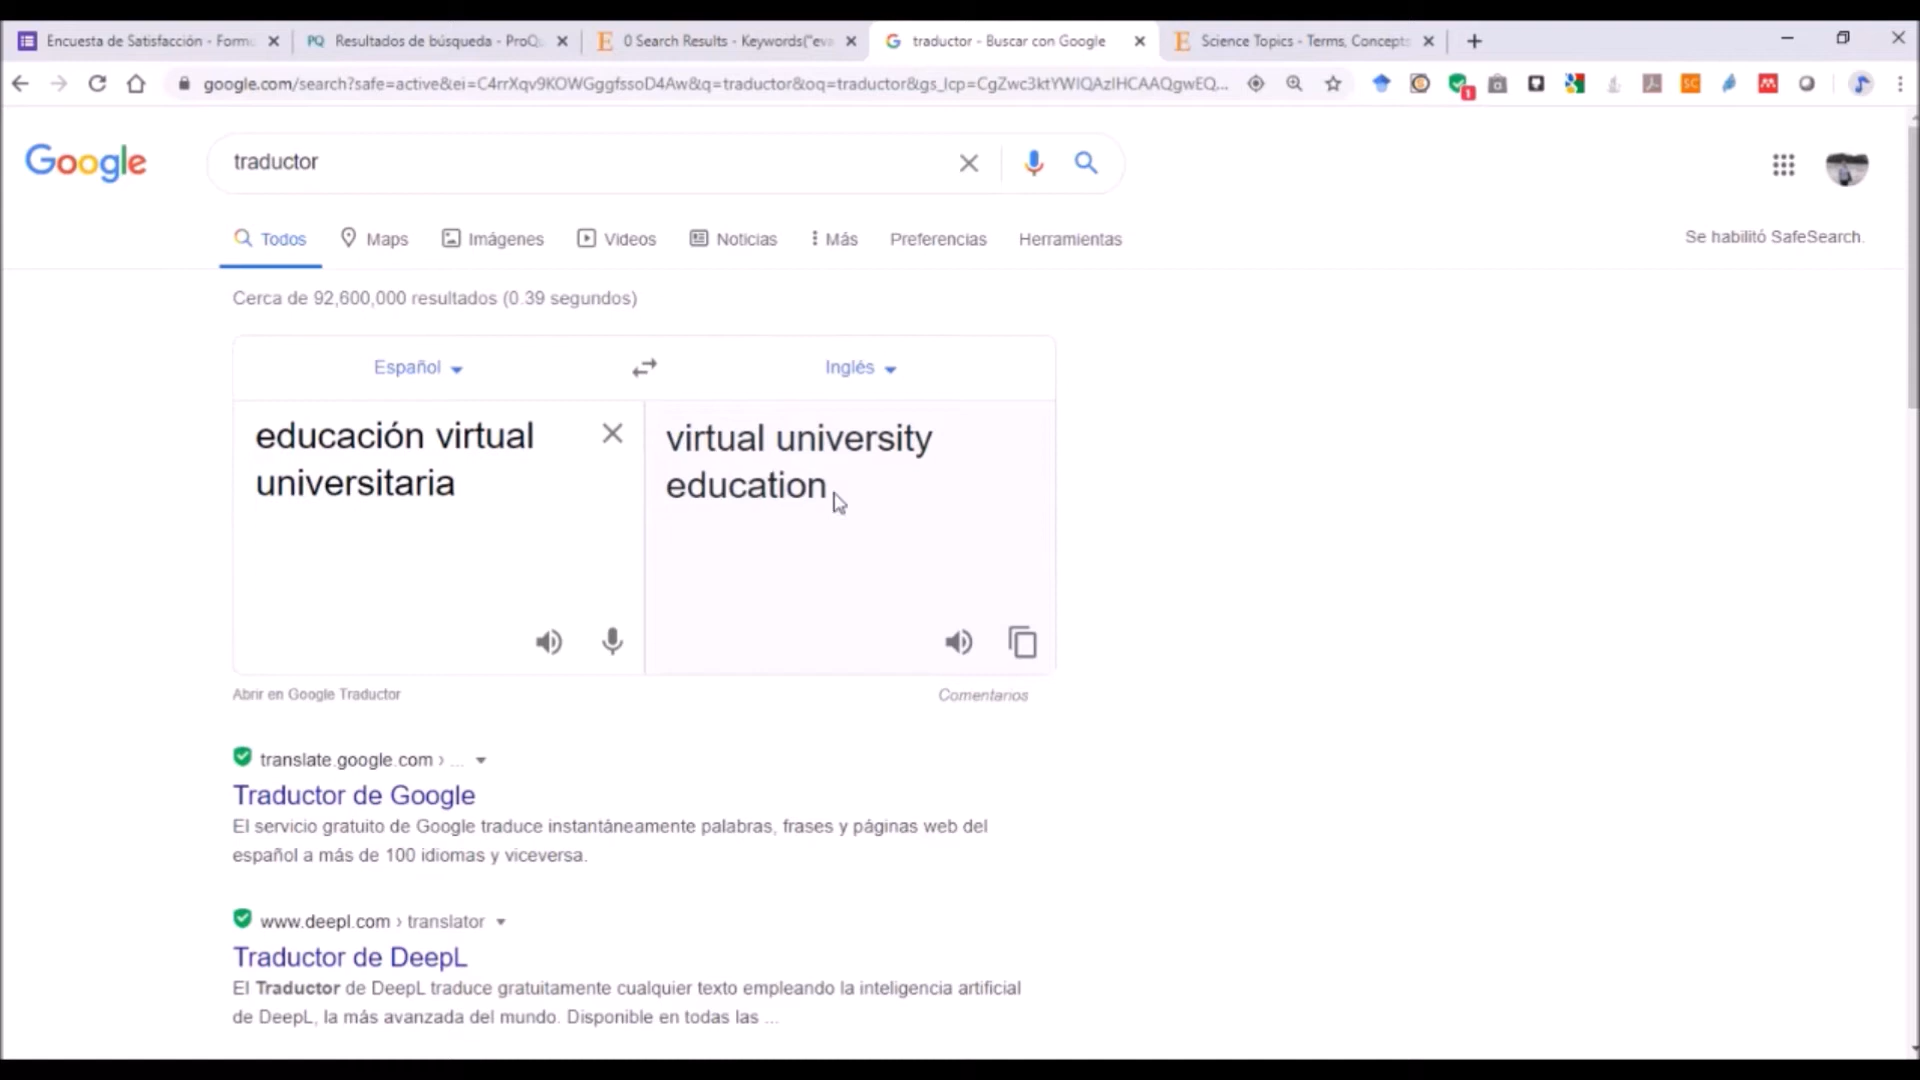 Encuesta de Satisfacción - Form
Resultados de búsqueda - ProQ
0 Search Results - Keywords("eva
traductor - Buscar con Google
Science Topics - Terms, Concepts
google.com/search?safe=active&ei=C4rrXqv9KOWGggfssoD4Aw&q=traductor&oq=traductor&gs_lcp=CgZwc3ktYWIQAzIHCAAQgwEQ...
Google
traductor
Todos
Maps
Imágenes
Videos
Noticias
Más
Preferencias
Herramientas
Se habilitó SafeSearch.
Cerca de 92,600,000 resultados (0.39 segundos)
Español
Inglés
educación virtual
universitaria
virtual university
education
Abrir en Google Traductor
Comentarios
translate.google.com › ...
Traductor de Google
El servicio gratuito de Google traduce instantáneamente palabras, frases y páginas web del
español a más de 100 idiomas y viceversa.
www.deepl.com › translator
Traductor de DeepL
El Traductor de DeepL traduce gratuitamente cualquier texto empleando la inteligencia artificial
de DeepL, la más avanzada del mundo. Disponible en todas las ...